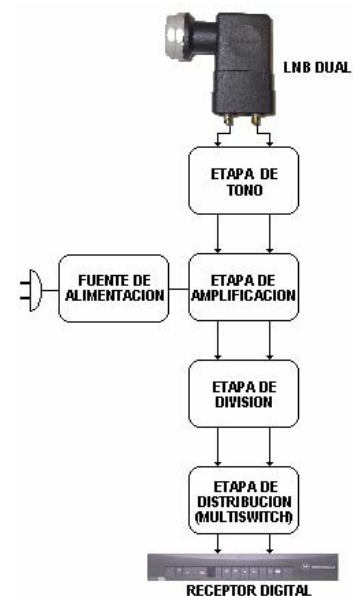 LNB DUAL
ETAPA DE
TONO
FUENTE DE
ALIMENTACION
ETAPA DE
AMPLIFICACION
ETAPA DE
DIVISION
ETAPA DE
DISTRIBUCION
(MULTISWITCH)
RECEPTOR DIGITAL